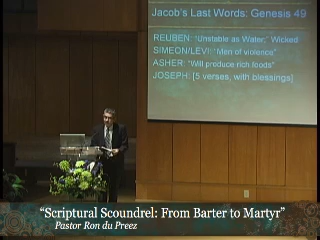 Jacob's Last Words: Genesis 49
REUBEN: "Unstable as Water;" Wicked
SIMEON/LEVI: "Men of violence"
ASHER: "Will produce rich foods"
JOSEPH: [5 verses, with blessings]
"Scriptural Scoundrel: From Barter to Martyr"
Pastor Ron du Preez